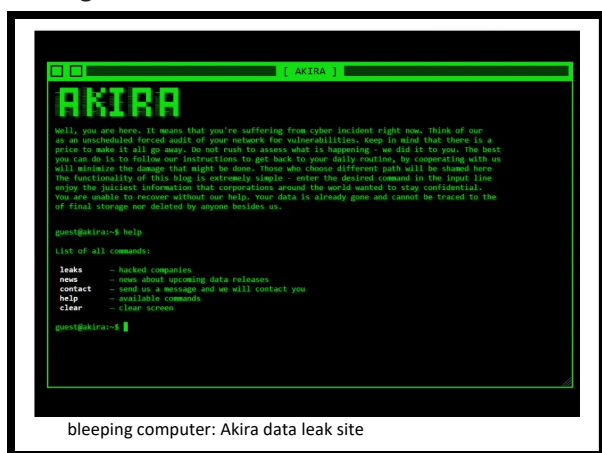 [ AKIRA ]
AKIRA
Well, you are here. It means that you're suffering from cyber incident right now. Think of our
as an unscheduled forced audit of your network for vulnerabilities. Keep in mind that there is a
price to make it all go away. Do not rush to assess what is happening - we did it to you. The best
you can do is to follow our instructions to get back to your daily routine, by cooperating with us
will minimize the damage that might be done. Those who choose different path will be shamed here
The functionality of this blog is extremely simple - enter the desired command in the input line
enjoy the juiciest information that corporations around the world wanted to stay confidential.
You are unable to recover without our help. Your data is already gone and cannot be traced to the
of final storage nor deleted by anyone besides us.
guest@akira:~$ help
List of all commands:
leaks – hacked companies
news – news about upcoming data releases
contact – send us a message and we will contact you
help – available commands
clear – clear screen
guest@akira:~$
bleeping computer: Akira data leak site